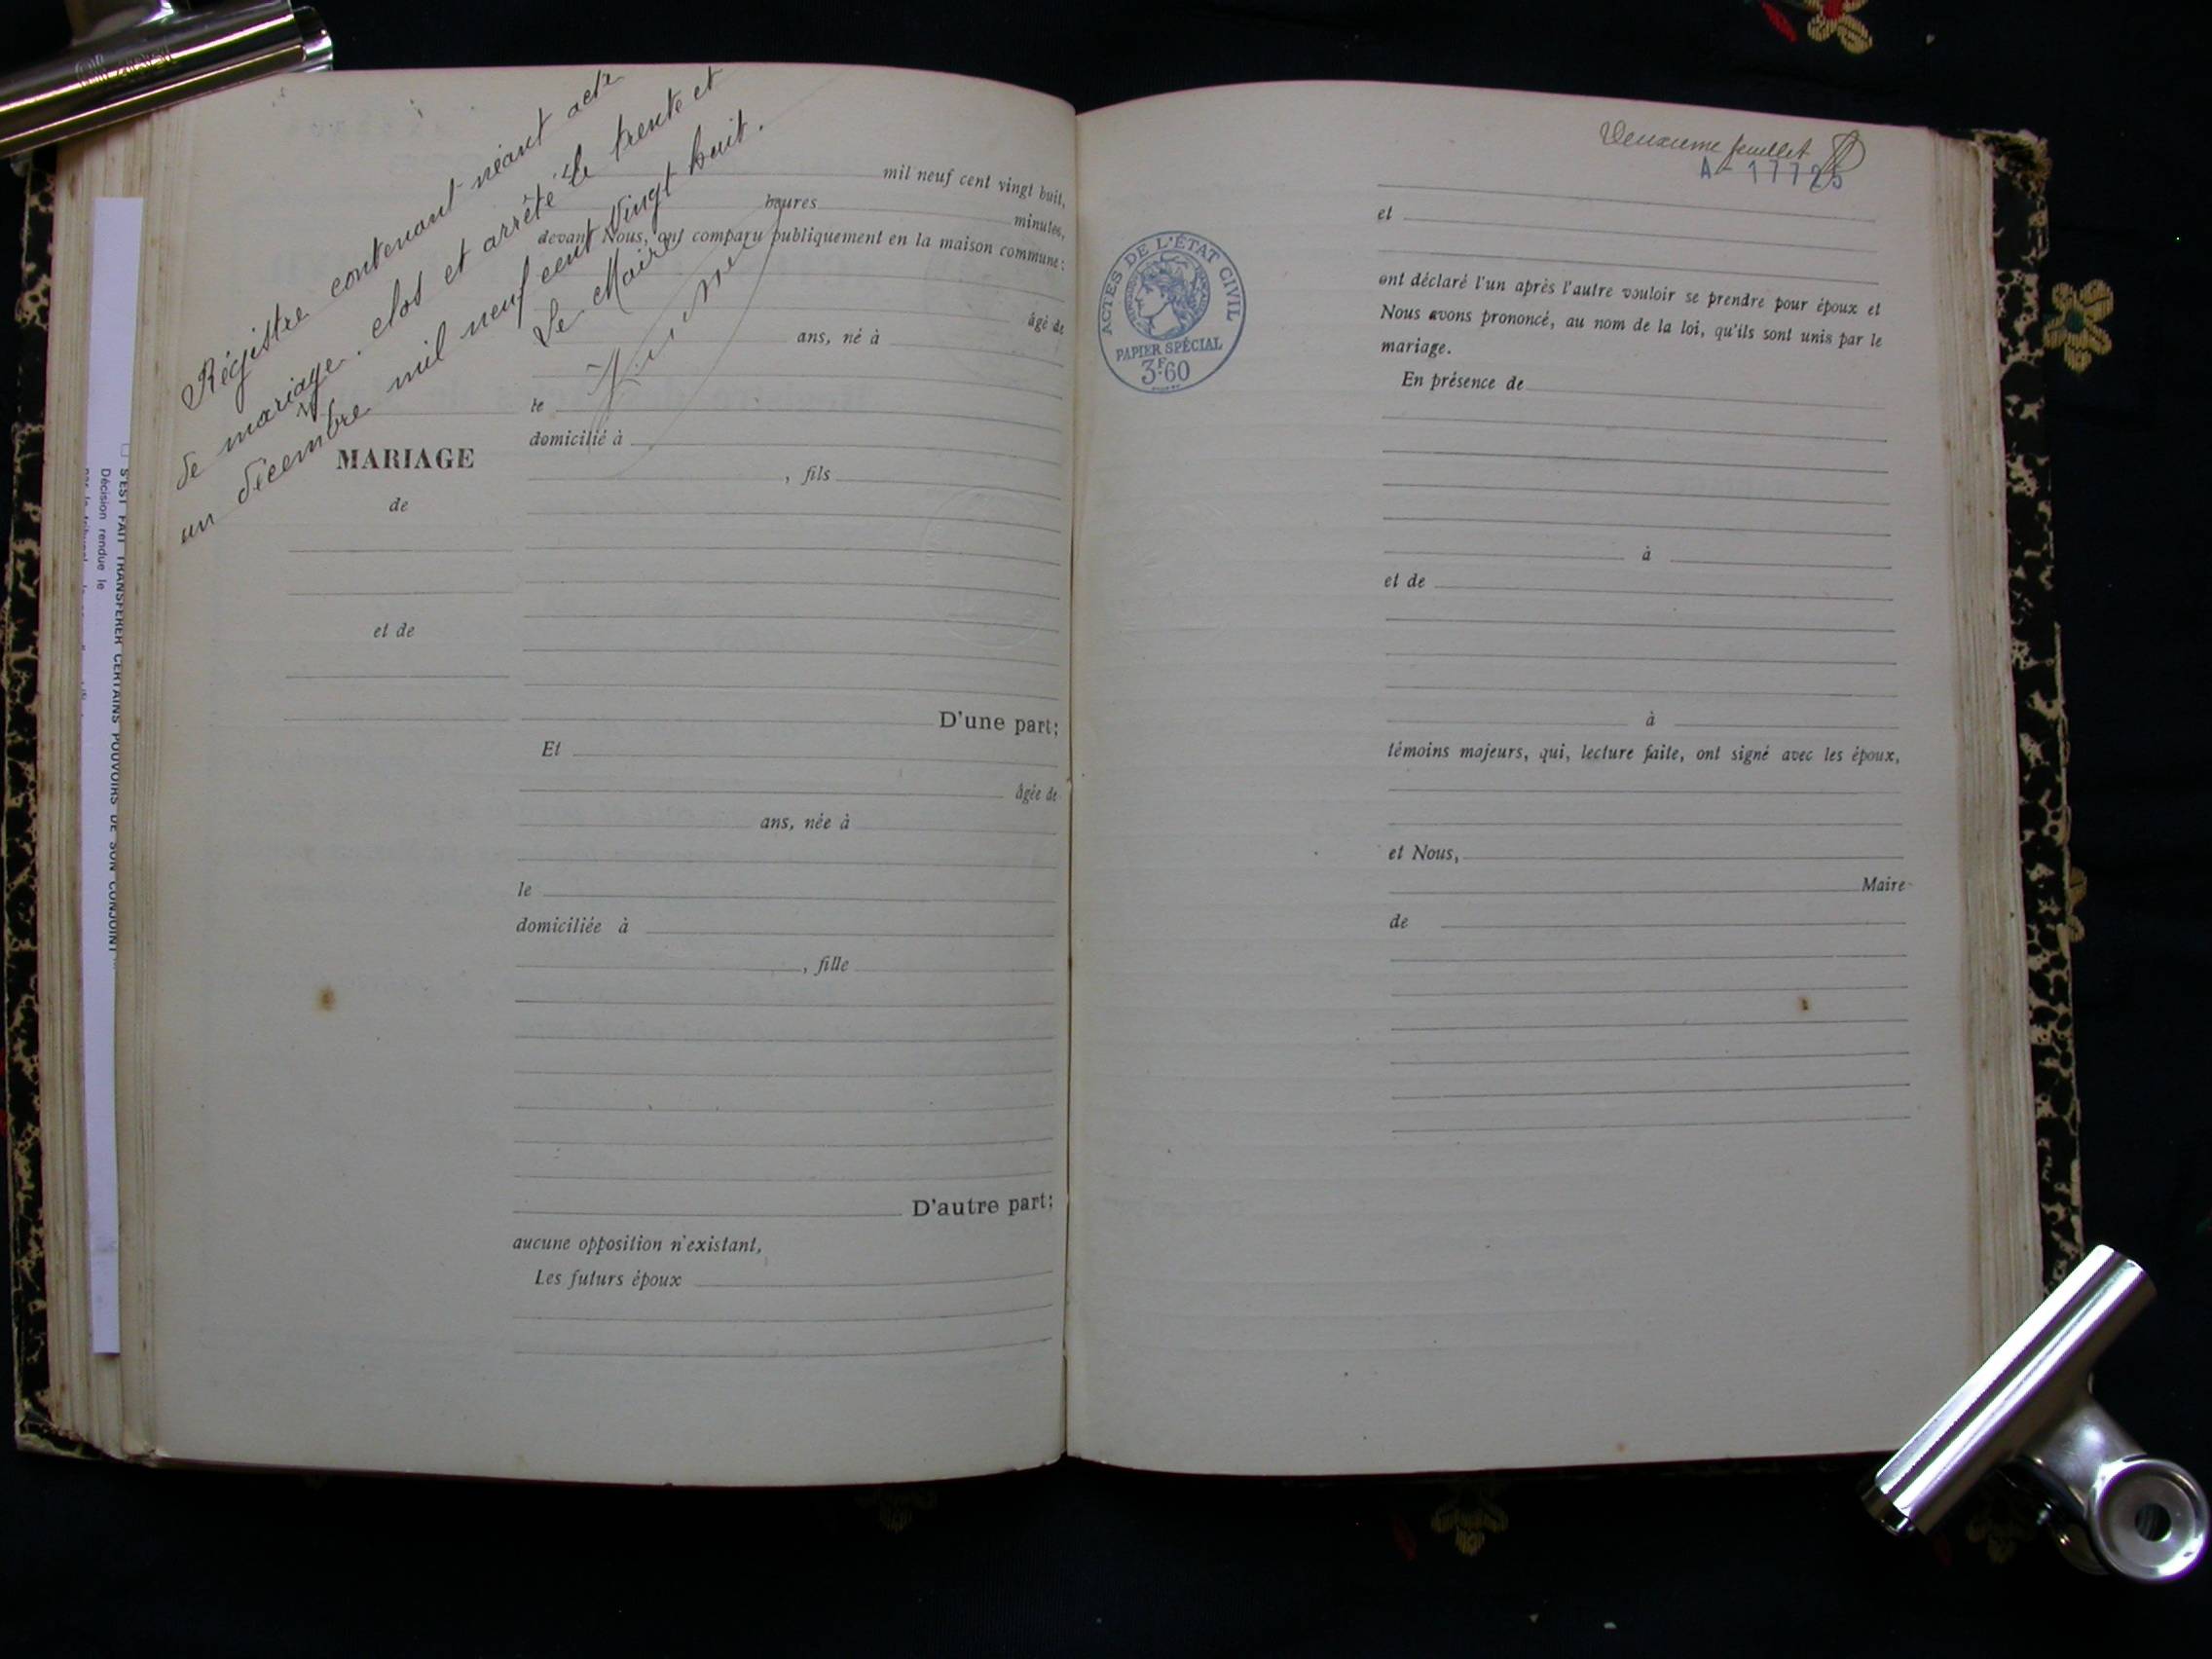 Régistre contenant néant acte
de mariage. clos et arrêté le trente et
un décembre mil neuf cent vingt huit.
Le Maire
mil neuf cent vingt huit,
heures minutes,
devant Nous, ont comparu publiquement en la maison commune:
âgé de
ans, né à
le
domicilié à
, fils
MARIAGE
de
et de
D'une part;
Et
âgée de
ans, née à
le
domiciliée à
, fille
D'autre part;
aucune opposition n'existant,
Les futurs époux
S'EST FAIT TRANSFÉRER CERTAINS POUVOIRS DE SON CONJOINT
Décision rendue le
Deuxième feuillet
A - 17725
et
ACTES DE L'ÉTAT CIVIL
PAPIER SPÉCIAL
3F60
ont déclaré l'un après l'autre vouloir se prendre pour époux et
Nous avons prononcé, au nom de la loi, qu'ils sont unis par le
mariage.
En présence de
à
et de
à
témoins majeurs, qui, lecture faite, ont signé avec les époux,
et Nous,
Maire
de